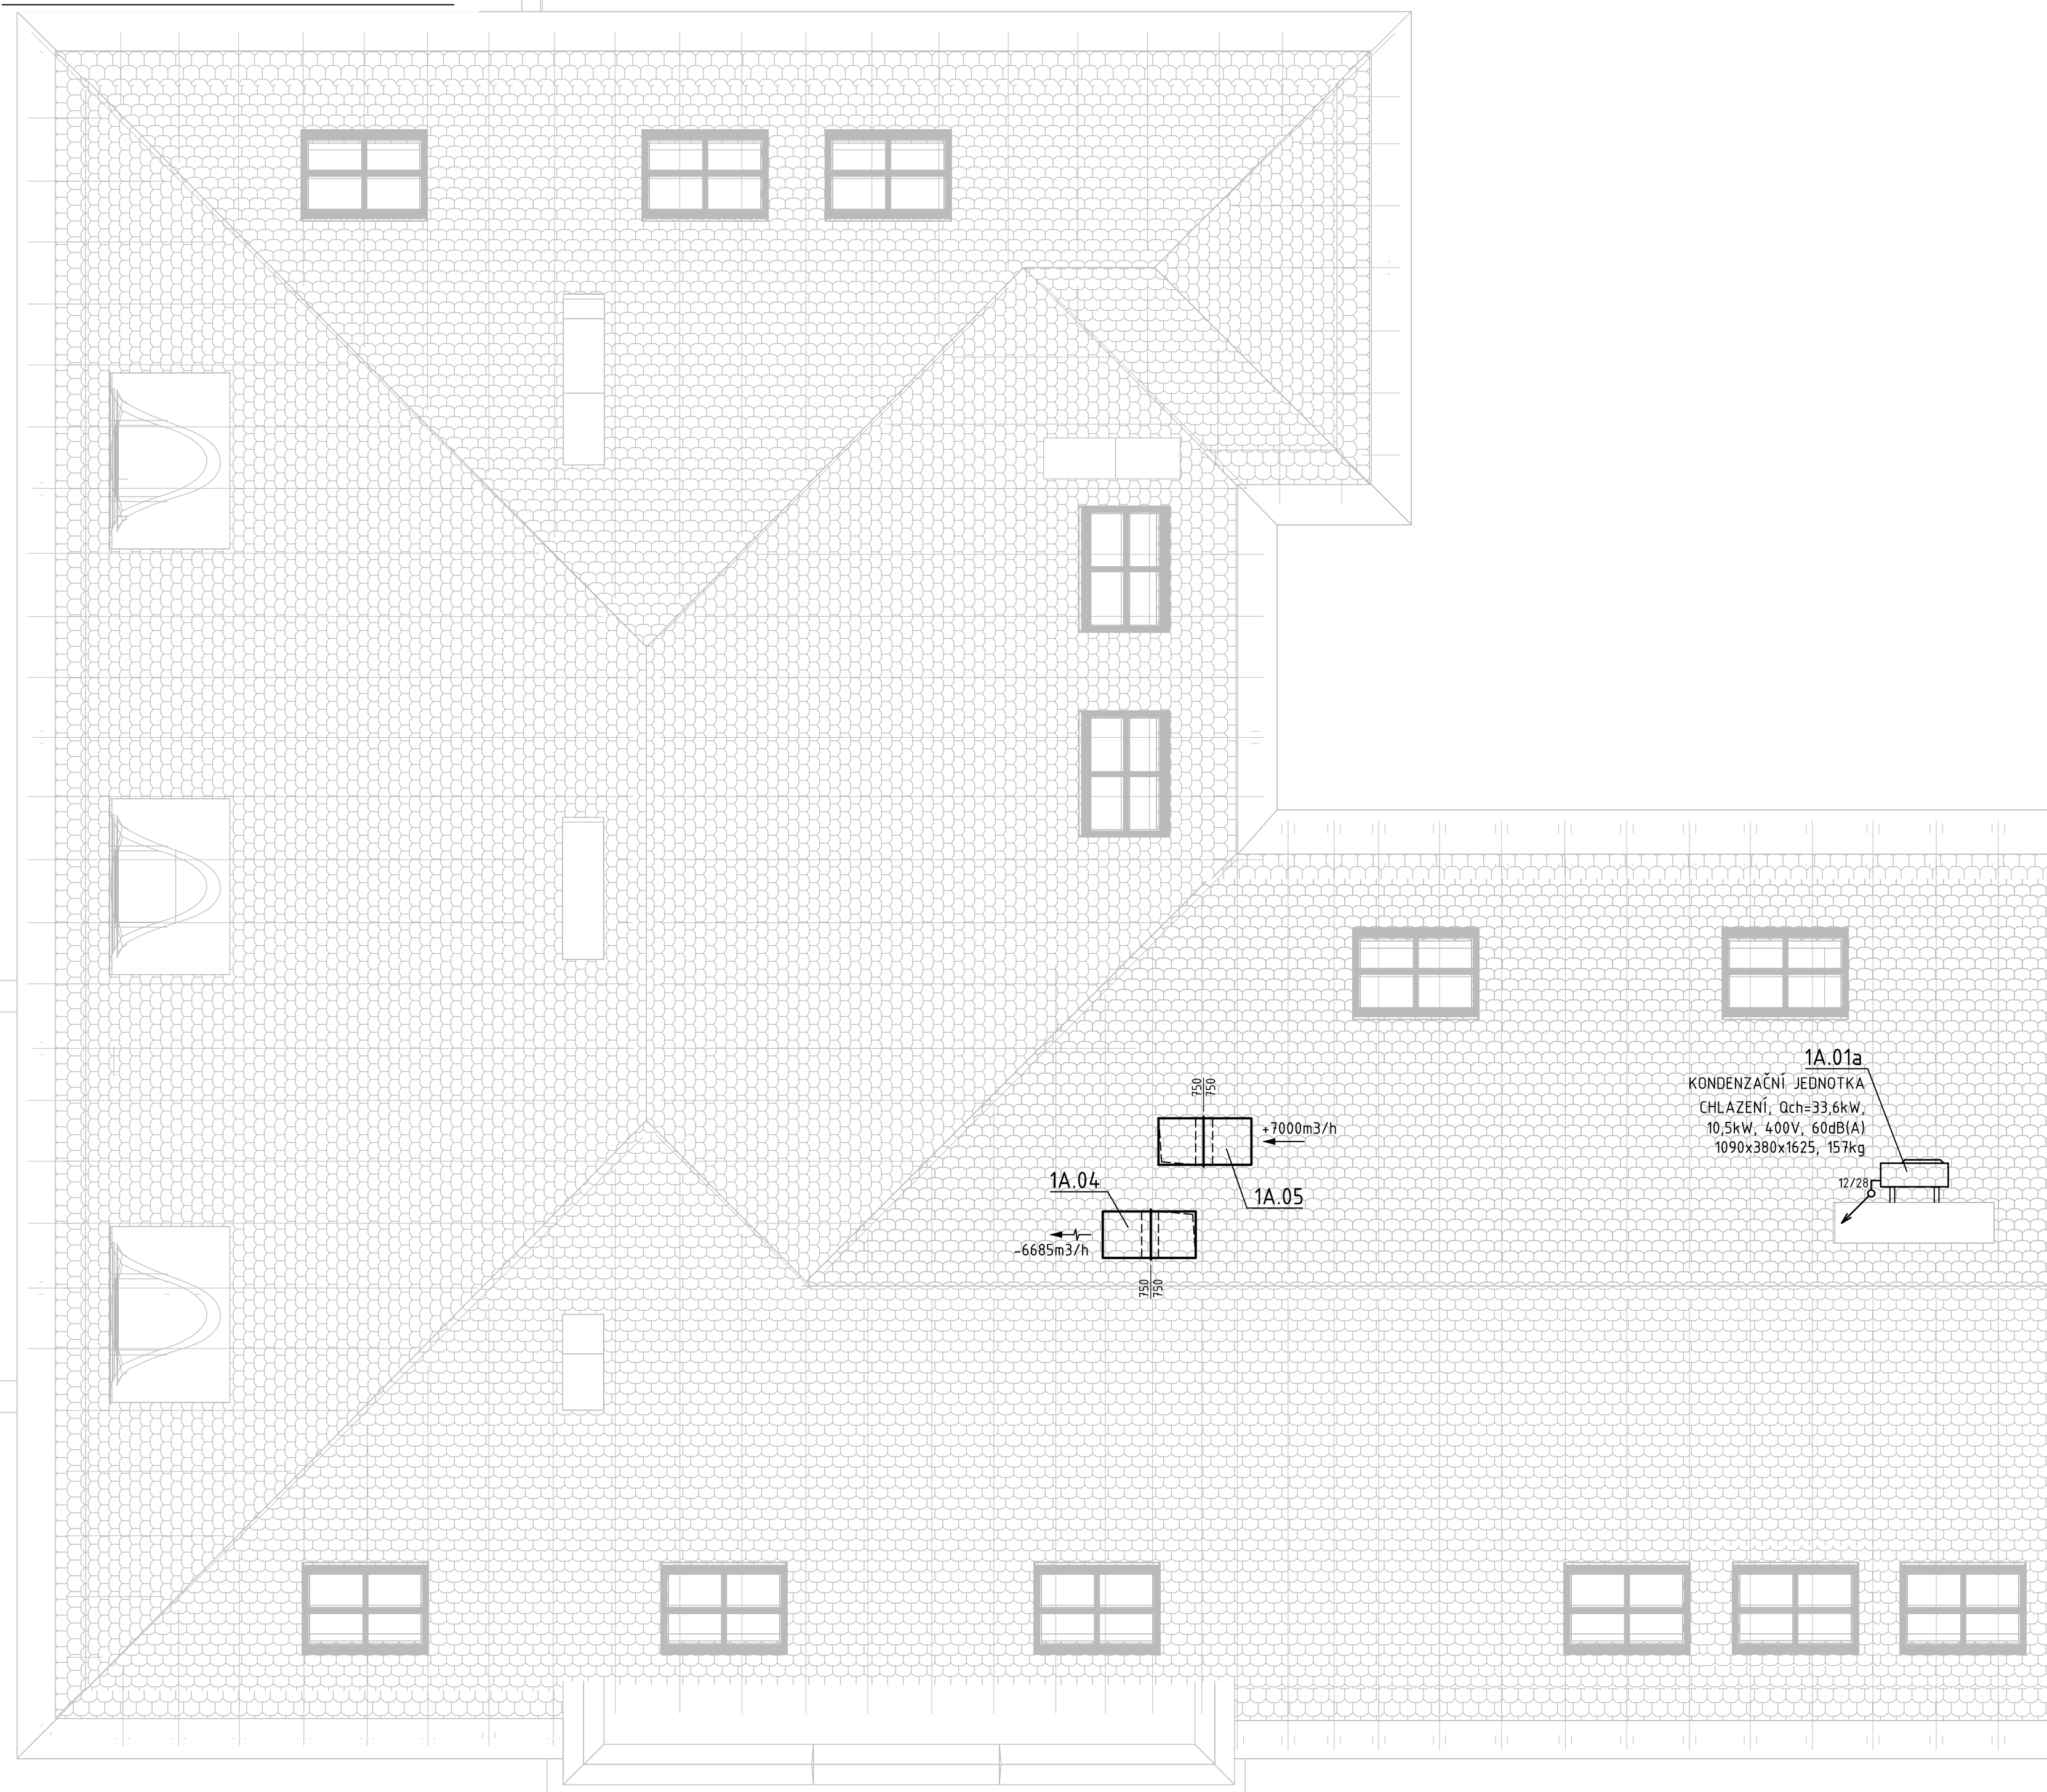 1A.01a
KONDENZAČNÍ JEDNOTKA
CHLAZENÍ, Qch=33,6kW,
10,5kW, 400V, 60dB(A)
1090x380x1625, 157kg
12/28
750
750
+7000m3/h
1A.05
1A.04
-6685m3/h
750
750